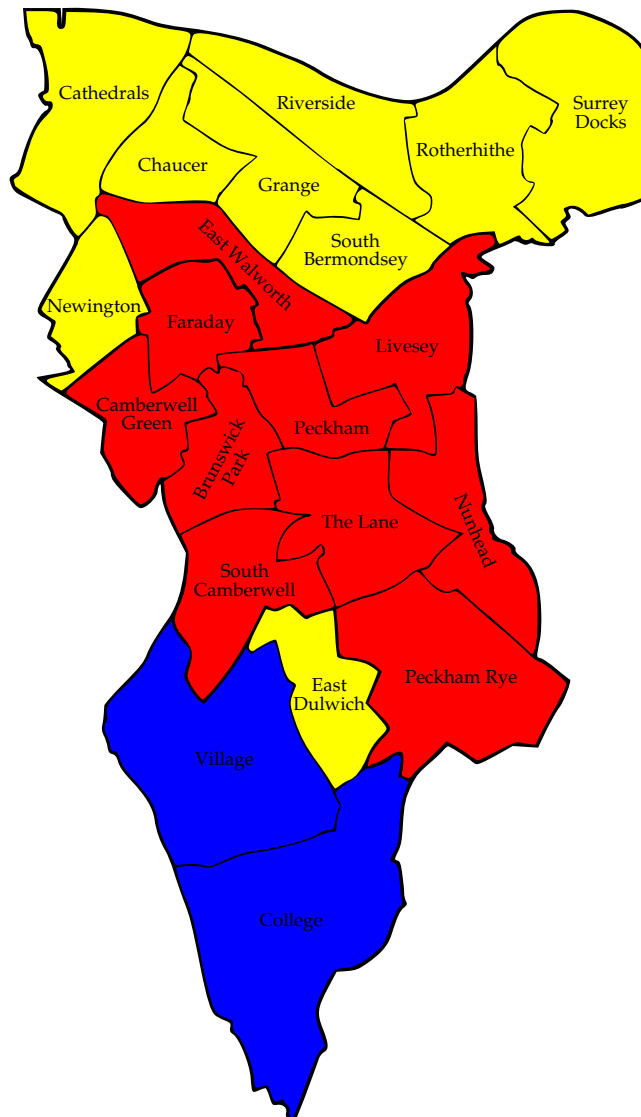 Cathedrals
Riverside
Surrey
Docks
Rotherhithe
Chaucer
Grange
South
Bermondsey
East Walworth
Newington
Faraday
Livesey
Camberwell
Green
Brunswick
Park
Peckham
The Lane
Nunhead
South
Camberwell
East
Dulwich
Peckham Rye
Village
College